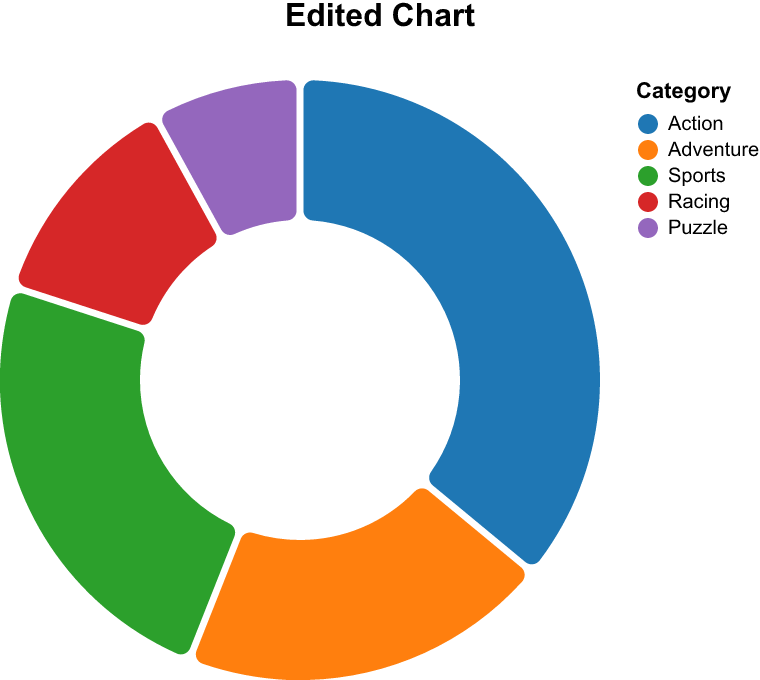 Edited Chart
Category
Action
Adventure
Sports
Racing
Puzzle